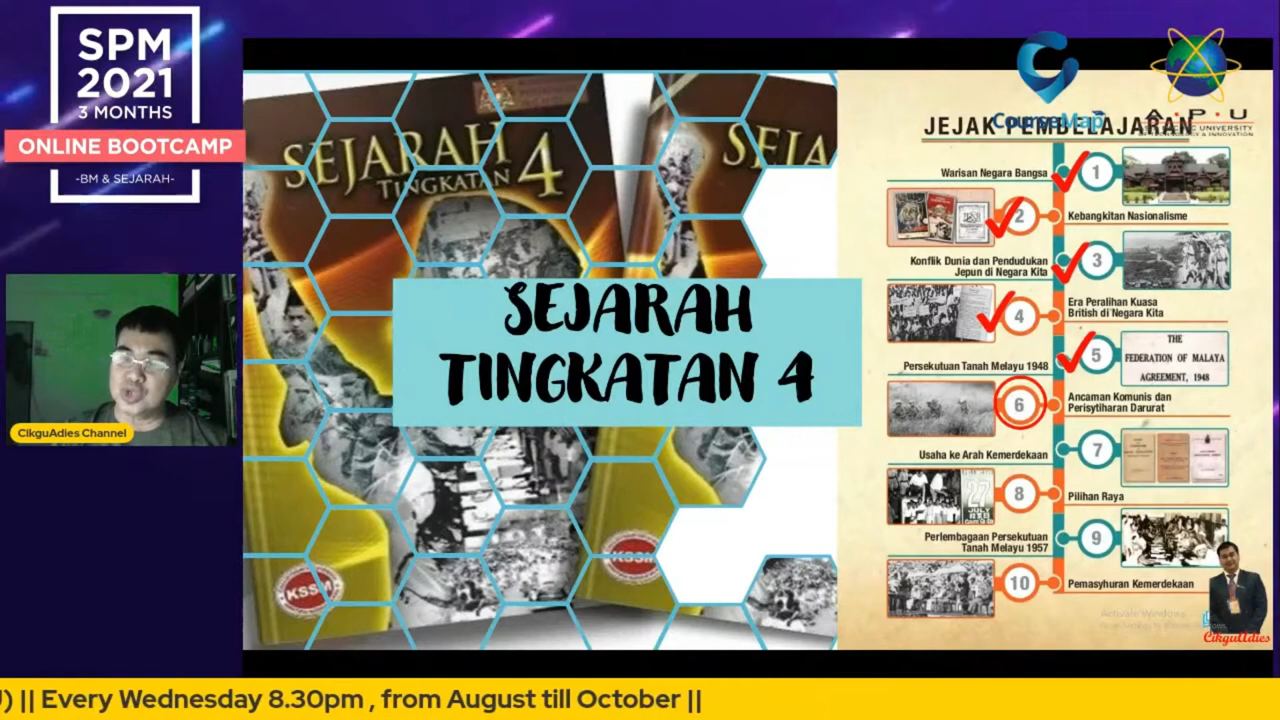 SPM
2021
3 MONTHS
ONLINE BOOTCAMP
-BM & SEJARAH-
CikguAdies Channel
SEJARAH
TINGKATAN 4
SEJA
KSSM
KSSM
SEJARAH
TINGKATAN 4
CourseMap
A·P·U
JEJAK PEMBELAJARAN
1
Warisan Negara Bangsa
2
Kebangkitan Nasionalisme
3
Konflik Dunia dan Pendudukan
Jepun di Negara Kita
4
Era Peralihan Kuasa
British di Negara Kita
5
Persekutuan Tanah Melayu 1948
THE
FEDERATION OF MALAYA
AGREEMENT, 1948
6
Ancaman Komunis dan
Perisytiharan Darurat
7
Usaha ke Arah Kemerdekaan
8
27
JULY
Pilihan Raya
9
Perlembagaan Persekutuan
Tanah Melayu 1957
10
Pemasyhuran Kemerdekaan
Activate Windows
CikguAdies
) || Every Wednesday 8.30pm , from August till October ||